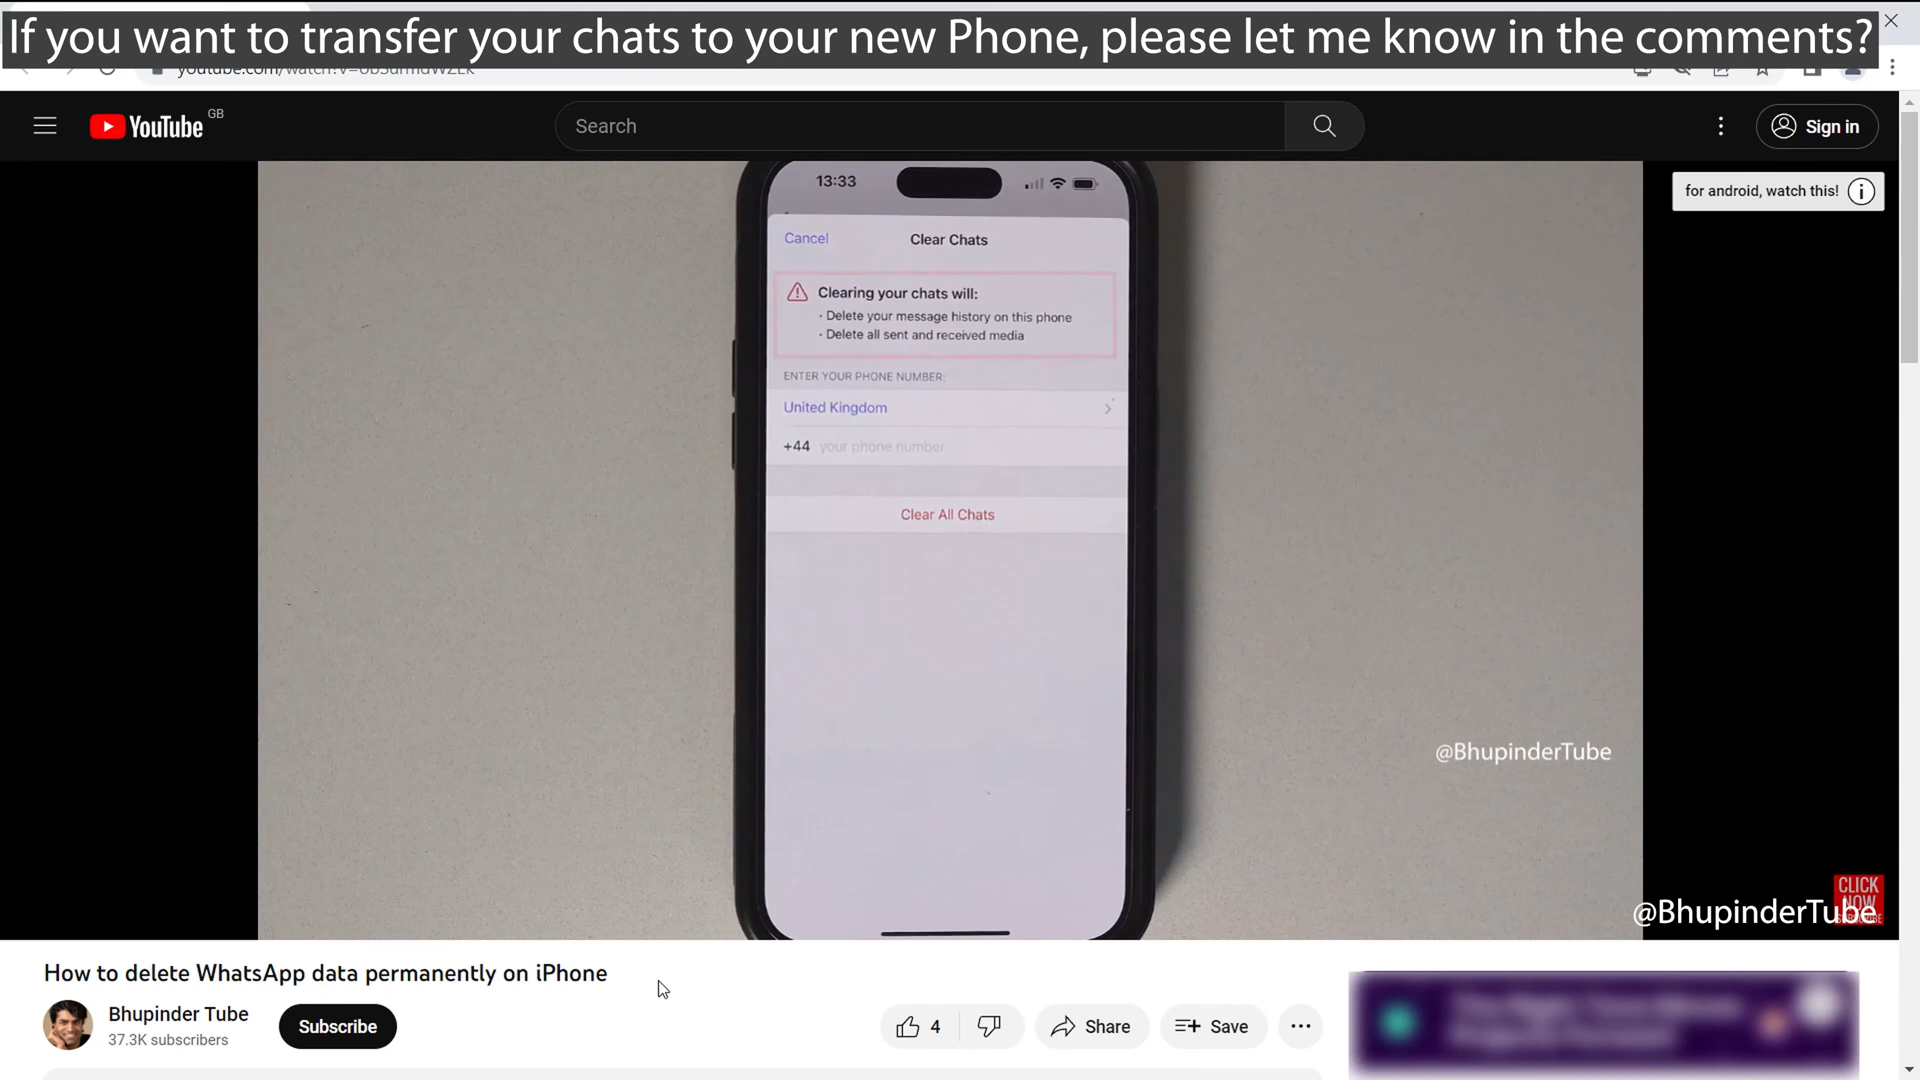 If you want to transfer your chats to your new Phone, please let me know in the comments?
YouTube GB
Search
Sign in
13:33
for android, watch this!
Cancel
Clear Chats
Clearing your chats will:
· Delete your message history on this phone
· Delete all sent and received media
ENTER YOUR PHONE NUMBER:
United Kingdom
+44 your phone number
Clear All Chats
@BhupinderTube
CLICK
NOW
@BhupinderTube
How to delete WhatsApp data permanently on iPhone
Bhupinder Tube
37.3K subscribers
Subscribe
4
Share
Save